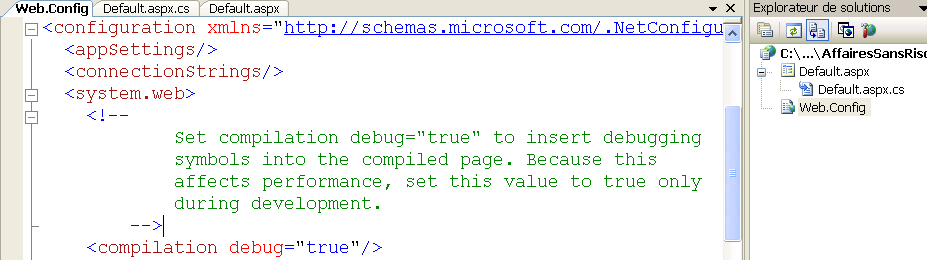 Web.Config Default.aspx.cs Default.aspx
<configuration xmlns="http://schemas.microsoft.com/.NetConfigu
<appSettings/>
<connectionStrings/>
<system.web>
<!--
Set compilation debug="true" to insert debugging
symbols into the compiled page. Because this
affects performance, set this value to true only
during development.
-->
<compilation debug="true"/>
Explorateur de solutions
C:\...\AffairesSansRisq
Default.aspx
Default.aspx.cs
Web.Config